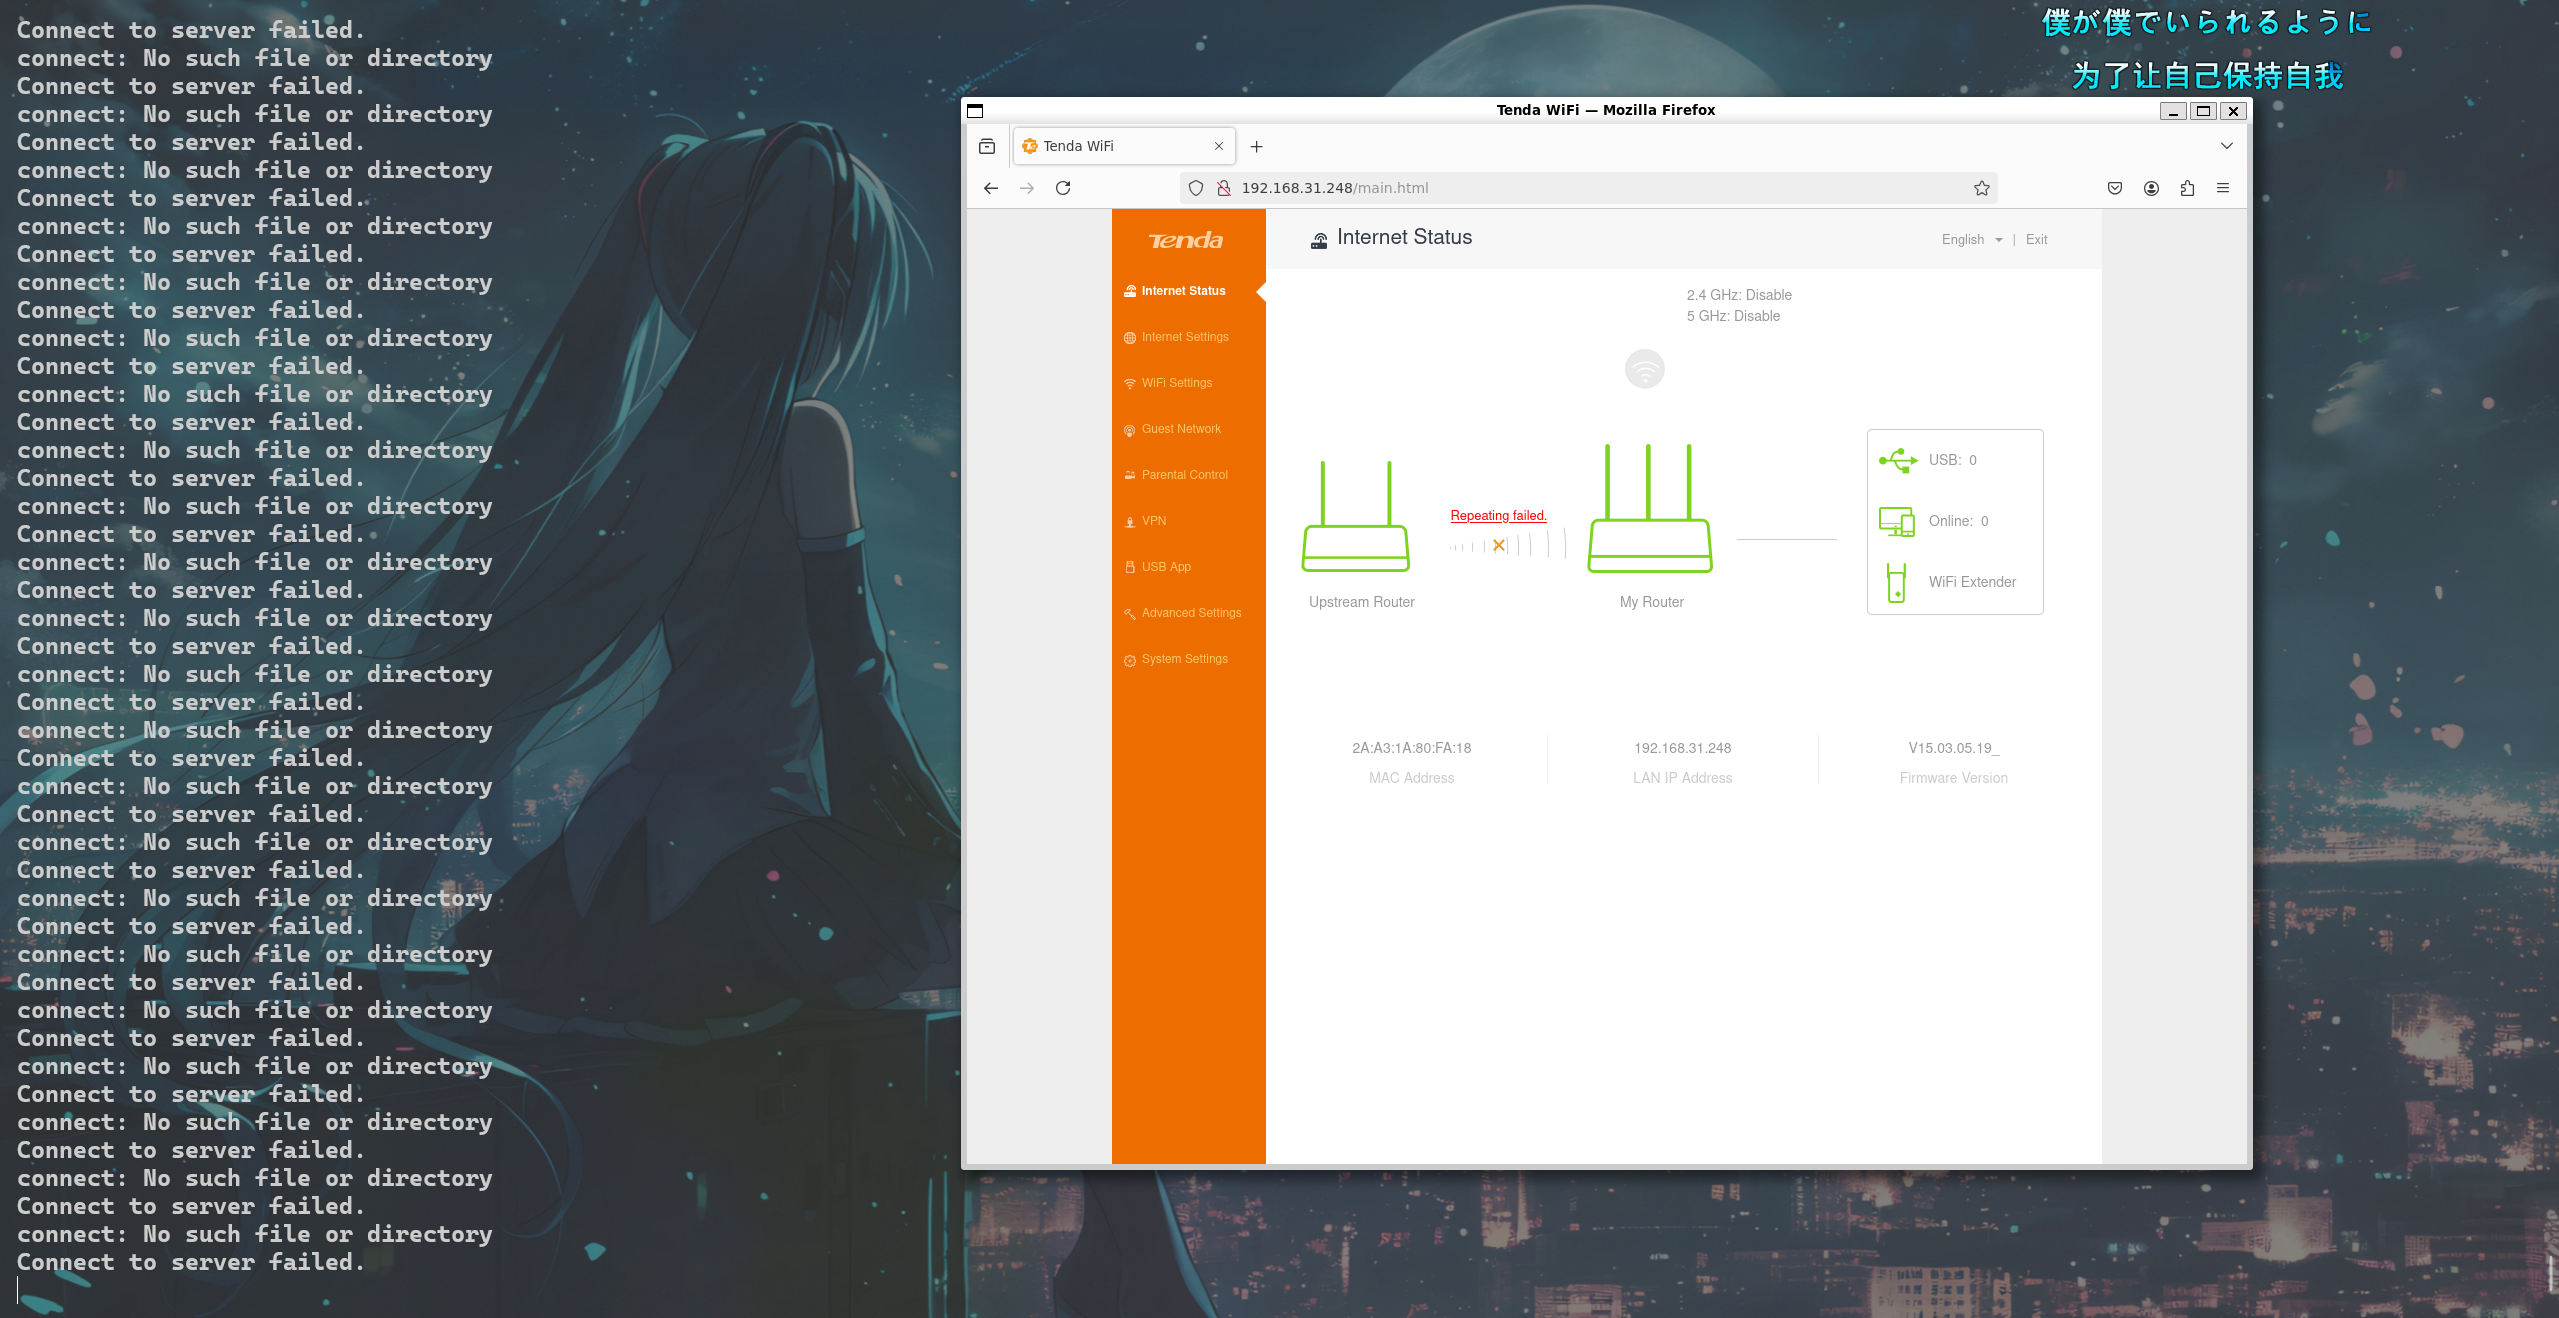 Connect to server failed.
connect: No such file or directory
Connect to server failed.
connect: No such file or directory
Connect to server failed.
connect: No such file or directory
Connect to server failed.
connect: No such file or directory
Connect to server failed.
connect: No such file or directory
Connect to server failed.
connect: No such file or directory
Connect to server failed.
connect: No such file or directory
Connect to server failed.
connect: No such file or directory
Connect to server failed.
connect: No such file or directory
Connect to server failed.
connect: No such file or directory
Connect to server failed.
connect: No such file or directory
Connect to server failed.
connect: No such file or directory
Connect to server failed.
connect: No such file or directory
Connect to server failed.
connect: No such file or directory
Connect to server failed.
connect: No such file or directory
Connect to server failed.
connect: No such file or directory
Connect to server failed.
connect: No such file or directory
Connect to server failed.
connect: No such file or directory
Connect to server failed.
connect: No such file or directory
Connect to server failed.
connect: No such file or directory
Connect to server failed.
connect: No such file or directory
Connect to server failed.
connect: No such file or directory
Connect to server failed.
僕が僕でいられるように
为了让自己保持自我
Tenda WiFi — Mozilla Firefox
Tenda WiFi
192.168.31.248/main.html
Tenda
Internet Status
Internet Settings
WiFi Settings
Guest Network
Parental Control
VPN
USB App
Advanced Settings
System Settings
Internet Status
English | Exit
2.4 GHz: Disable
5 GHz: Disable
Repeating failed.
Upstream Router
My Router
USB: 0
Online: 0
WiFi Extender
2A:A3:1A:80:FA:18
MAC Address
192.168.31.248
LAN IP Address
V15.03.05.19_
Firmware Version